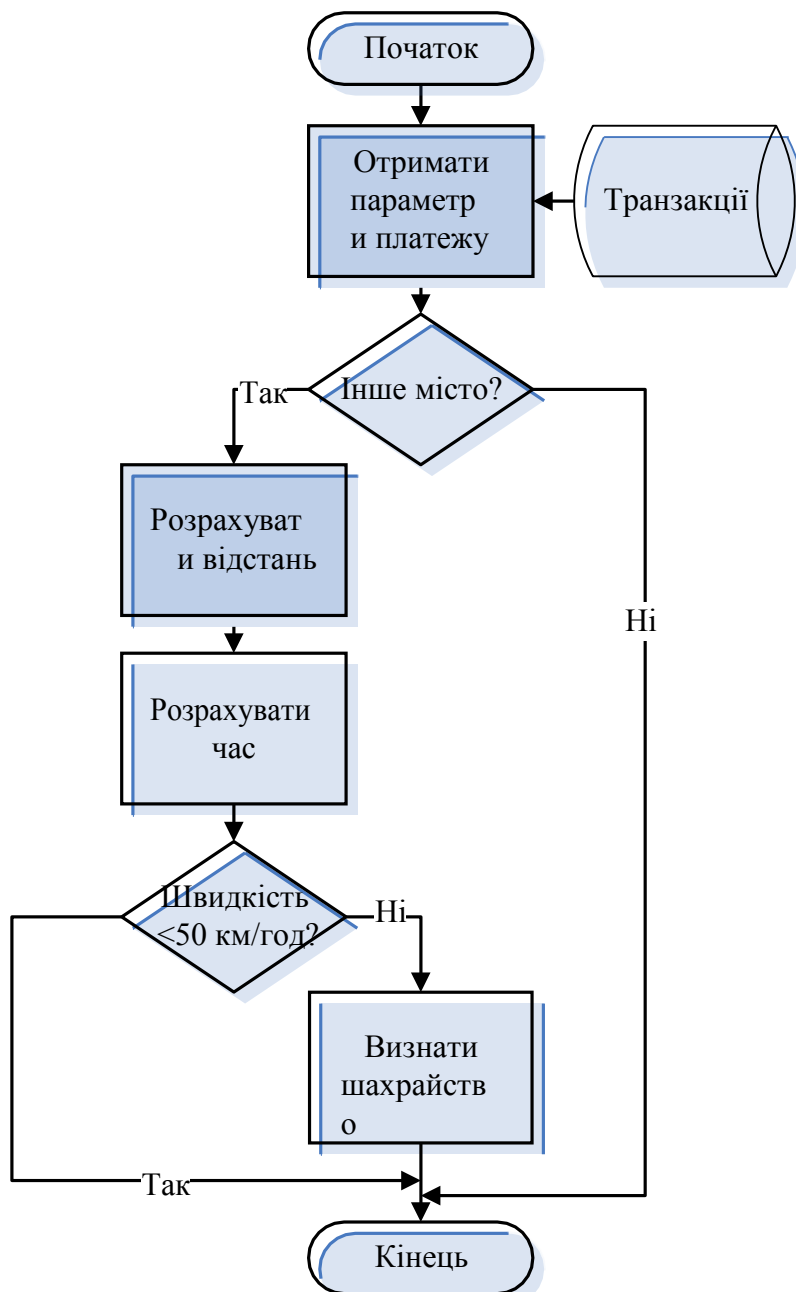 Початок
Отримати
параметр
и платежу
Транзакції
Інше місто?
Так
Розрахуват
и відстань
Ні
Розрахувати
час
Швидкість
<50 км/год?
Ні
Визнати
шахрайств
о
Так
Кінець